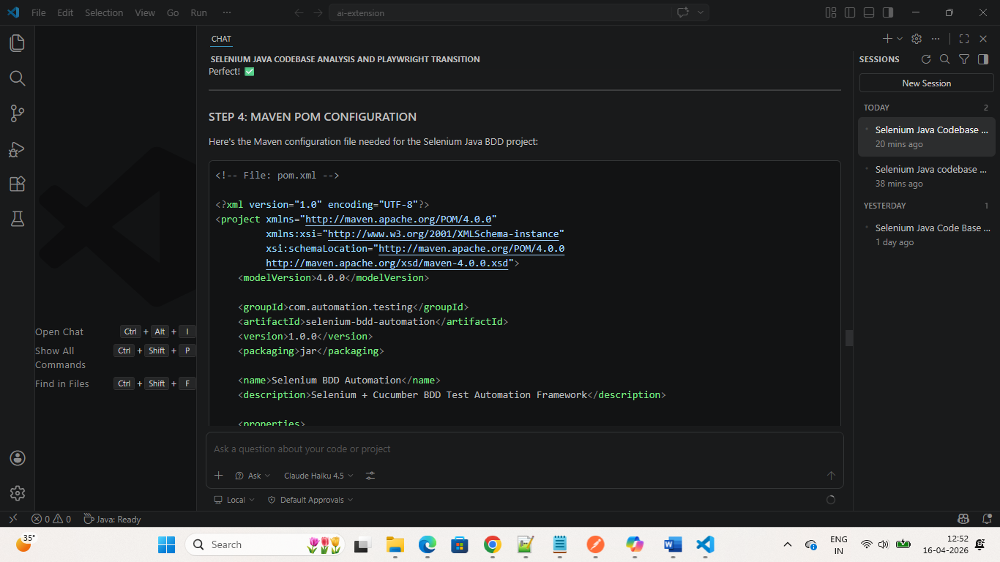 File Edit Selection View Go Run ···
ai-extension
CHAT
SELENIUM JAVA CODEBASE ANALYSIS AND PLAYWRIGHT TRANSITION
Perfect! ✅
STEP 4: MAVEN POM CONFIGURATION
Here's the Maven configuration file needed for the Selenium Java BDD project:
<!-- File: pom.xml -->
<?xml version="1.0" encoding="UTF-8"?>
<project xmlns="http://maven.apache.org/POM/4.0.0"
xmlns:xsi="http://www.w3.org/2001/XMLSchema-instance"
xsi:schemaLocation="http://maven.apache.org/POM/4.0.0
http://maven.apache.org/xsd/maven-4.0.0.xsd">
<modelVersion>4.0.0</modelVersion>
<groupId>com.automation.testing</groupId>
<artifactId>selenium-bdd-automation</artifactId>
<version>1.0.0</version>
<packaging>jar</packaging>
<name>Selenium BDD Automation</name>
<description>Selenium + Cucumber BDD Test Automation Framework</description>
<properties>
Open Chat Ctrl + Alt + I
Show All Commands Ctrl + Shift + P
Find in Files Ctrl + Shift + F
Ask a question about your code or project
Ask
Claude Haiku 4.5
Local
Default Approvals
SESSIONS
New Session
TODAY 2
Selenium Java Codebase ...
20 mins ago
Selenium Java codebase ...
38 mins ago
YESTERDAY 1
Selenium Java Code Base ...
1 day ago
0 0 Java: Ready
35°
Search
ENG
IN
12:52
16-04-2026